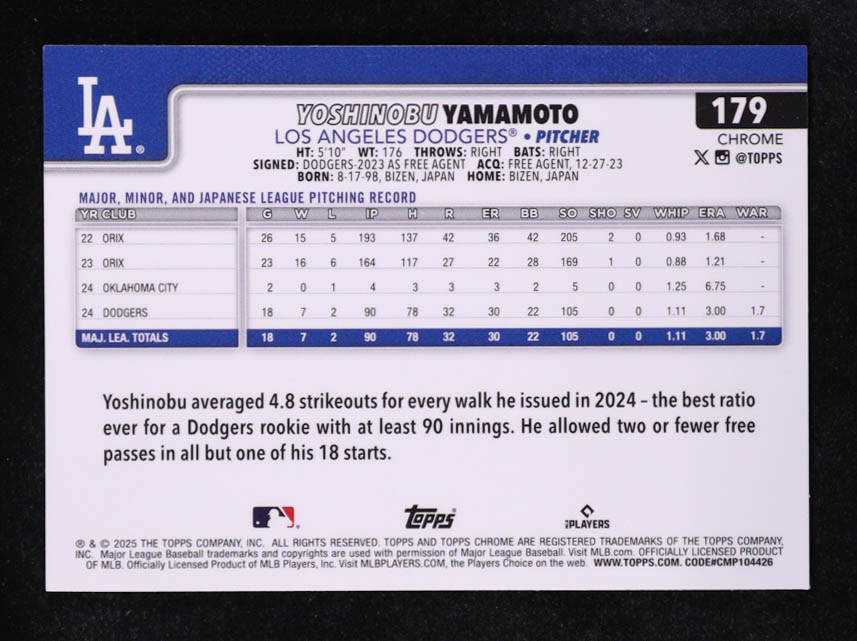 LA®
YOSHINOBU YAMAMOTO
179
LOS ANGELES DODGERS® • PITCHER
CHROME
HT: 5'10" WT: 176 THROWS: RIGHT BATS: RIGHT
@TOPPS
SIGNED: DODGERS-2023 AS FREE AGENT ACQ: FREE AGENT, 12-27-23
BORN: 8-17-98, BIZEN, JAPAN HOME: BIZEN, JAPAN
MAJOR, MINOR, AND JAPANESE LEAGUE PITCHING RECORD
YR CLUB G W L IP H R ER BB SO SHO SV WHIP ERA WAR
22 ORIX 26 15 5 193 137 42 36 42 205 2 0 0.93 1.68 -
23 ORIX 23 16 6 164 117 27 22 28 169 1 0 0.88 1.21 -
24 OKLAHOMA CITY 2 0 1 4 3 3 3 2 5 0 0 1.25 6.75 -
24 DODGERS 18 7 2 90 78 32 30 22 105 0 0 1.11 3.00 1.7
MAJ. LEA. TOTALS 18 7 2 90 78 32 30 22 105 0 0 1.11 3.00 1.7
Yoshinobu averaged 4.8 strikeouts for every walk he issued in 2024 – the best ratio
ever for a Dodgers rookie with at least 90 innings. He allowed two or fewer free
passes in all but one of his 18 starts.
Topps®
MLBPLAYERS
® & © 2025 THE TOPPS COMPANY, INC. ALL RIGHTS RESERVED. TOPPS AND TOPPS CHROME ARE REGISTERED TRADEMARKS OF THE TOPPS COMPANY,
INC. Major League Baseball trademarks and copyrights are used with permission of Major League Baseball. Visit MLB.com. OFFICIALLY LICENSED PRODUCT
OF MLB. Officially Licensed Product of MLB Players, Inc. Visit MLBPLAYERS.COM, the Players Choice on the web. WWW.TOPPS.COM. CODE#CMP104426